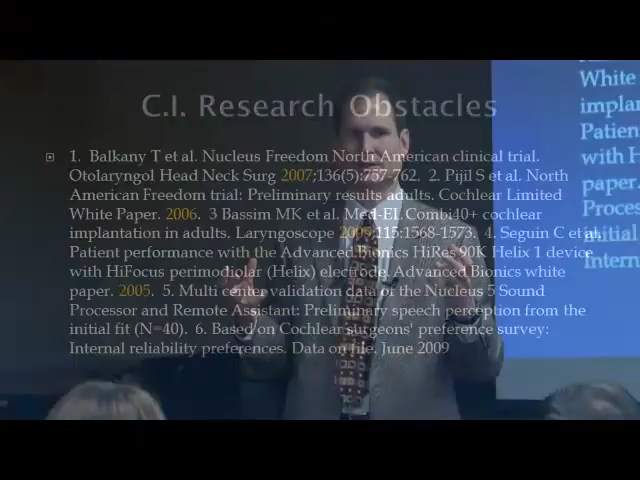 C.I. Research Obstacles
1. Balkany T et al. Nucleus Freedom North American clinical trial.
Otolaryngol Head Neck Surg 2007;136(5):757-762. 2. Pijil S et al. North
American Freedom trial: Preliminary results adults. Cochlear Limited
White Paper. 2006. 3 Bassim MK et al. Med-EL Combi40+ cochlear
implantation in adults. Laryngoscope 2005;115:1568-1573. 4. Seguin C et al.
Patient performance with the Advanced Bionics HiRes 90K Helix 1 device
with HiFocus perimodiolar (Helix) electrode. Advanced Bionics white
paper. 2005. 5. Multi center validation data of the Nucleus 5 Sound
Processor and Remote Assistant: Preliminary speech perception from the
initial fit (N=40). 6. Based on Cochlear surgeons' preference survey:
Internal reliability preferences. Data on file. June 2009
White
implan
Patien
with H
paper.
Proces
initial
Intern